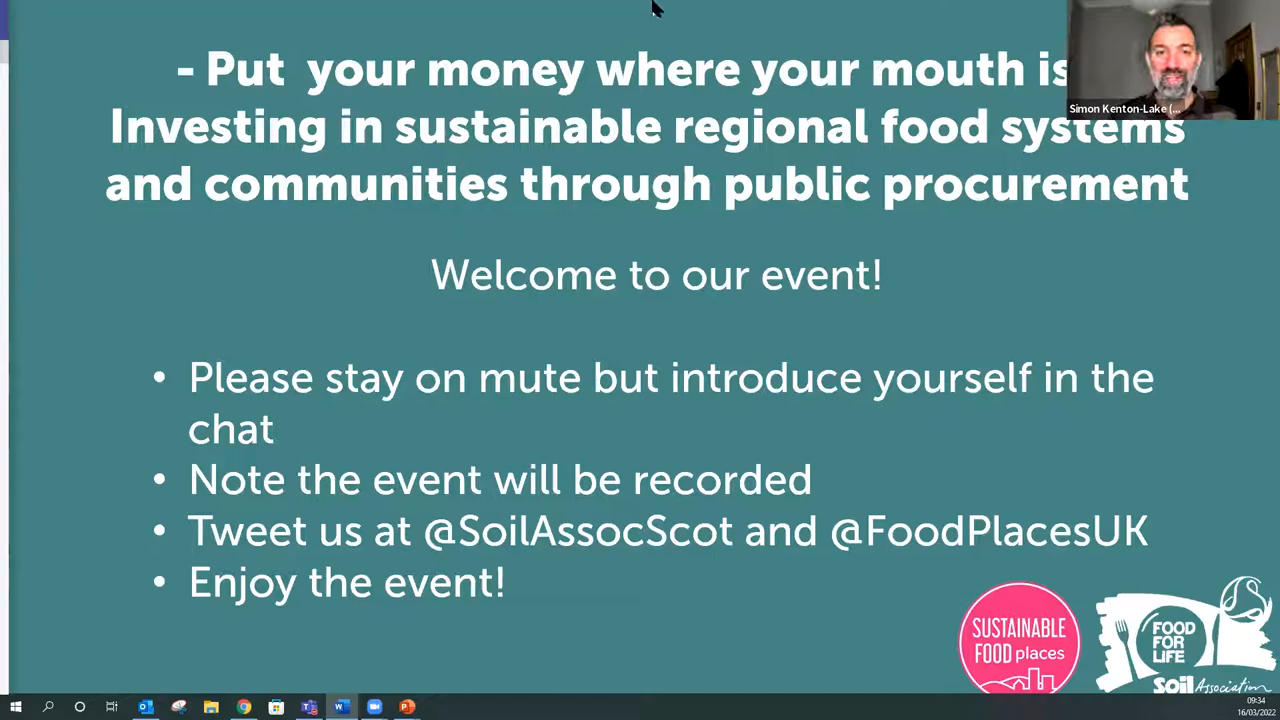 - Put your money where your mouth is
Simon Kenton-Lake (...
Investing in sustainable regional food systems
and communities through public procurement
Welcome to our event!
• Please stay on mute but introduce yourself in the
chat
• Note the event will be recorded
• Tweet us at @SoilAssocScot and @FoodPlacesUK
• Enjoy the event!
SUSTAINABLE
FOOD places
FOOD
FOR
LIFE
Soil Association
09:34
16/03/2022